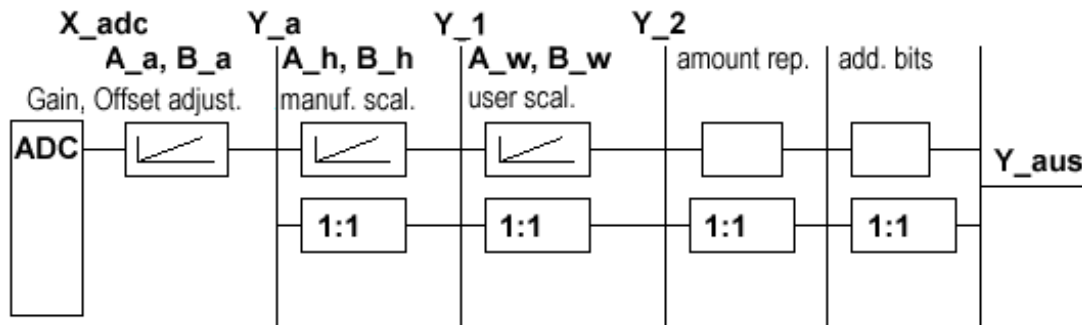 X_adc Y_a Y_1 Y_2
A_a, B_a A_h, B_h A_w, B_w amount rep. add. bits
Gain, Offset adjust. manuf. scal. user scal.
ADC
Y_aus
1:1 1:1 1:1 1:1